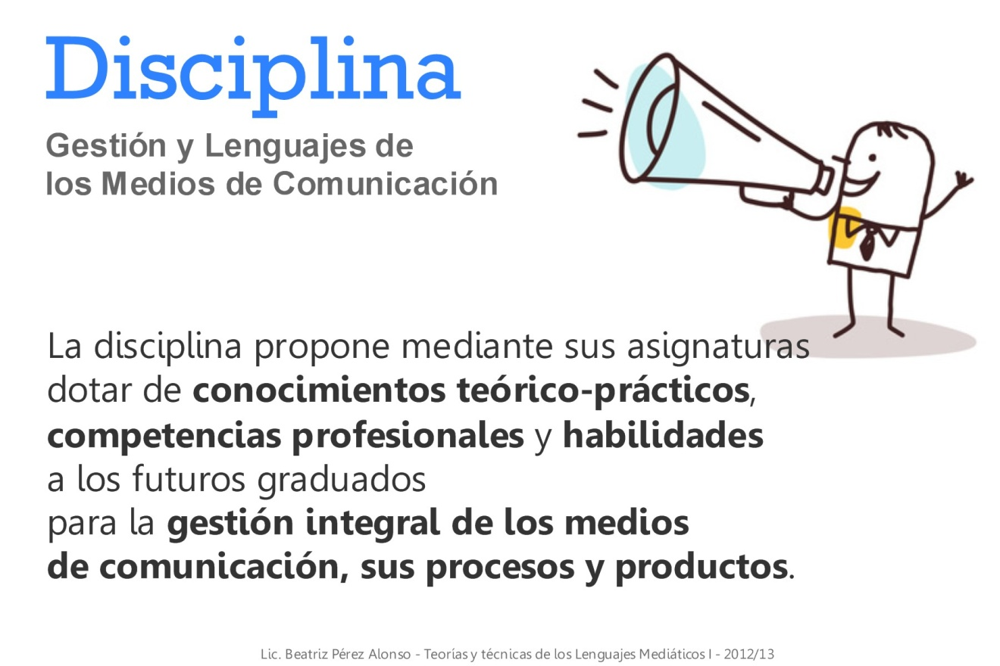 Disciplina
Gestión y Lenguajes de
los Medios de Comunicación
La disciplina propone mediante sus asignaturas
dotar de conocimientos teórico-prácticos,
competencias profesionales y habilidades
a los futuros graduados
para la gestión integral de los medios
de comunicación, sus procesos y productos.
Lic. Beatriz Pérez Alonso - Teorías y técnicas de los Lenguajes Mediáticos I - 2012/13